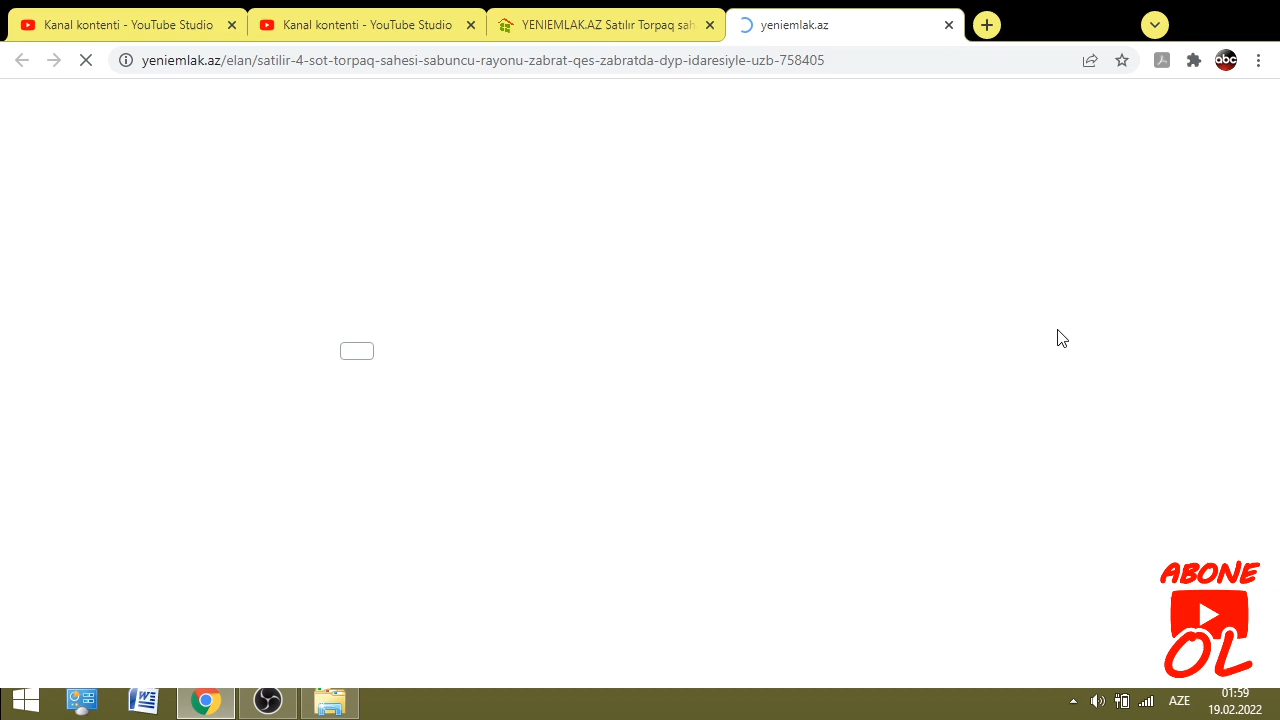 Kanal kontenti - YouTube Studio
Kanal kontenti - YouTube Studio
YENIEMLAK.AZ Satılır Torpaq sah
yeniemlak.az
yeniemlak.az/elan/satilir-4-sot-torpaq-sahesi-sabunci-rayonu-zabrat-qes-zabratda-dyp-idaresiyle-uzb-758405
abc
ABONE
OL
AZE
01:59
19.02.2022